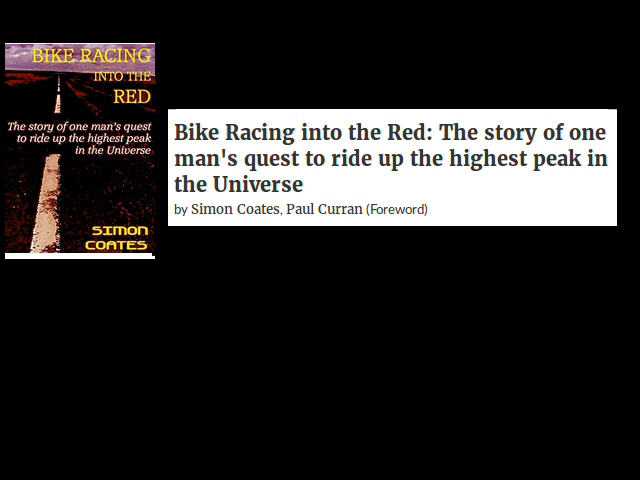 BIKE RACING
INTO THE
RED
The story of one man's quest
to ride up the highest peak
in the Universe
SIMON
COATES
Bike Racing into the Red: The story of one
man's quest to ride up the highest peak in
the Universe
by Simon Coates, Paul Curran (Foreword)